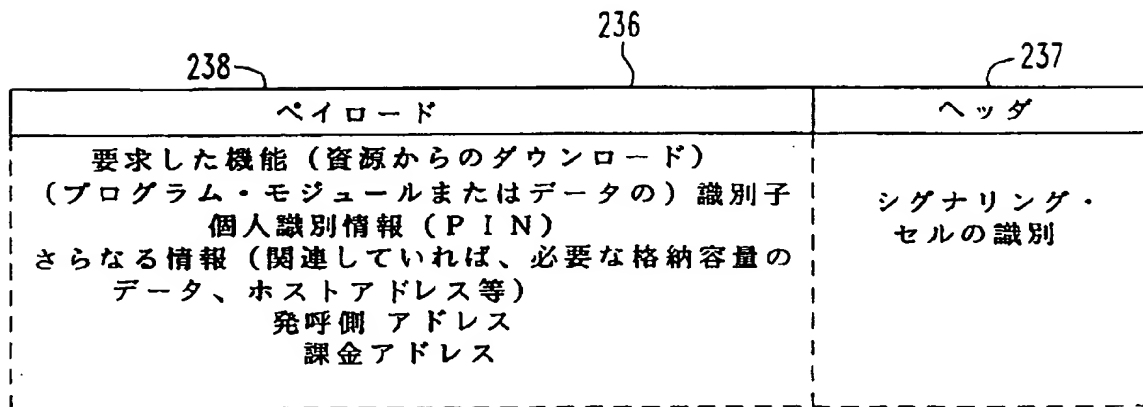 236
238
237
ペイロード
ヘッダ
要求した機能（資源からのダウンロード）
（プログラム・モジュールまたはデータの）識別子
個人識別情報（PIN）
さらなる情報（関連していれば、必要な格納容量の
データ、ホストアドレス等）
発呼側 アドレス
課金アドレス
シグナリング・
セルの識別